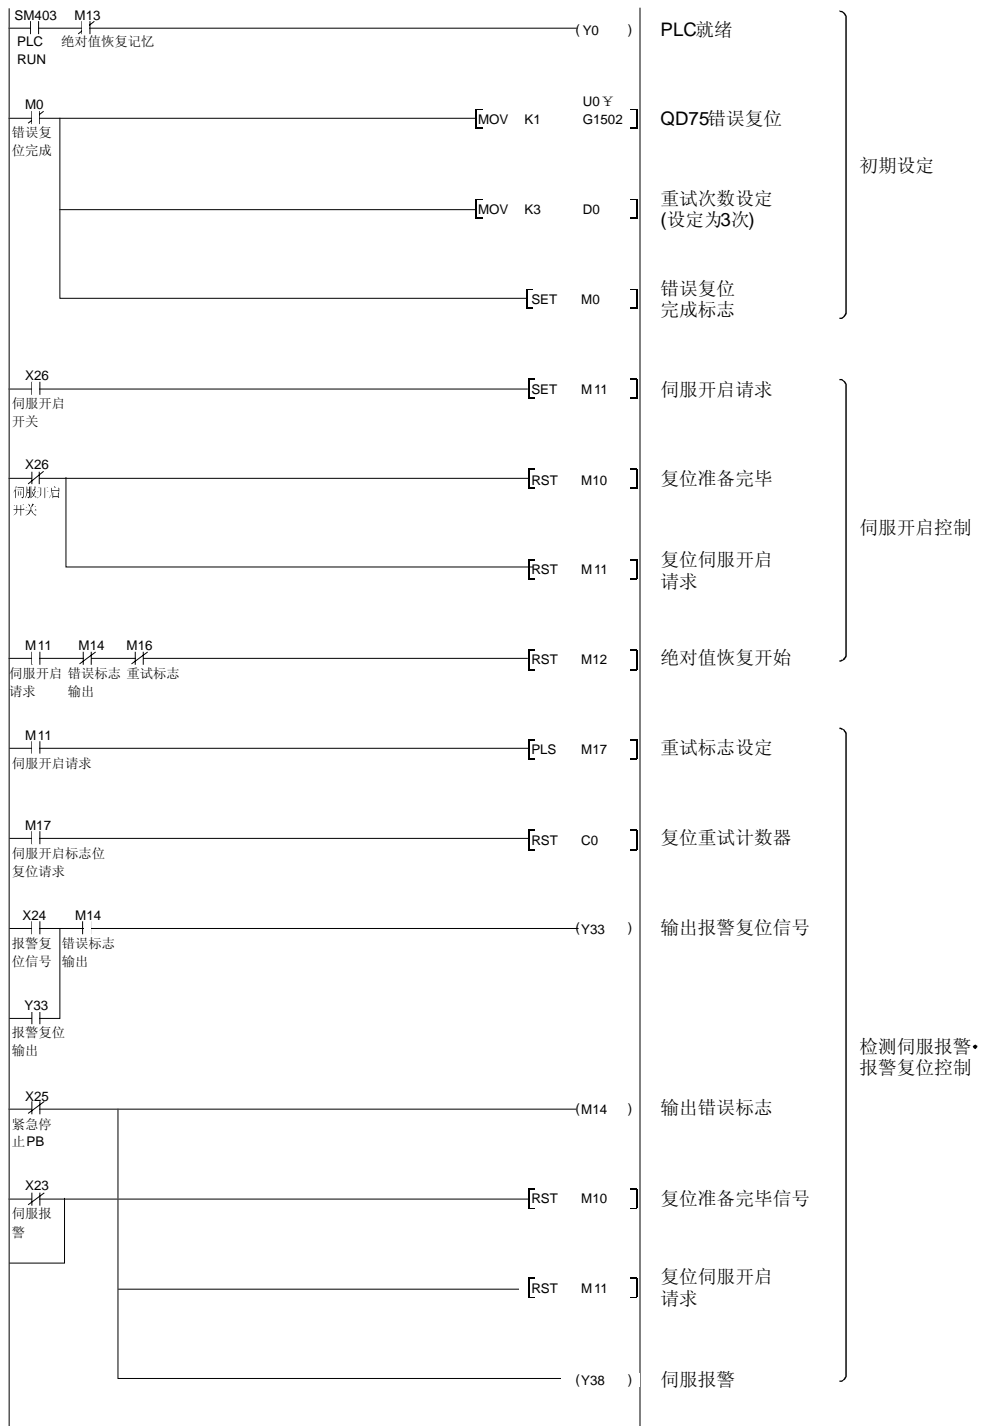 SM403 M13
(Y0 ) PLC就绪
PLC 绝对值恢复记忆
RUN
M0
U0￥
MOV K1 G1502 QD75错误复位
错误复
位完成
初期设定
MOV K3 D0 重试次数设定
(设定为3次)
SET M0 错误复位
完成标志
X26
SET M11 伺服开启请求
伺服开启
开关
X26
RST M10 复位准备完毕
伺服开启
开关
伺服开启控制
RST M11 复位伺服开启
请求
M11 M14 M16
RST M12 绝对值恢复开始
伺服开启 错误标志 重试标志
请求 输出
M11
PLS M17 重试标志设定
伺服开启请求
M17
RST C0 复位重试计数器
伺服开启标志位
复位请求
X24 M14
(Y33 ) 输出报警复位信号
报警复 错误标志
位信号 输出
Y33
报警复位
输出
检测伺服报警•
报警复位控制
X25
(M14 ) 输出错误标志
紧急停
止PB
X23
RST M10 复位准备完毕信号
伺服报
警
RST M11 复位伺服开启
请求
(Y38 ) 伺服报警